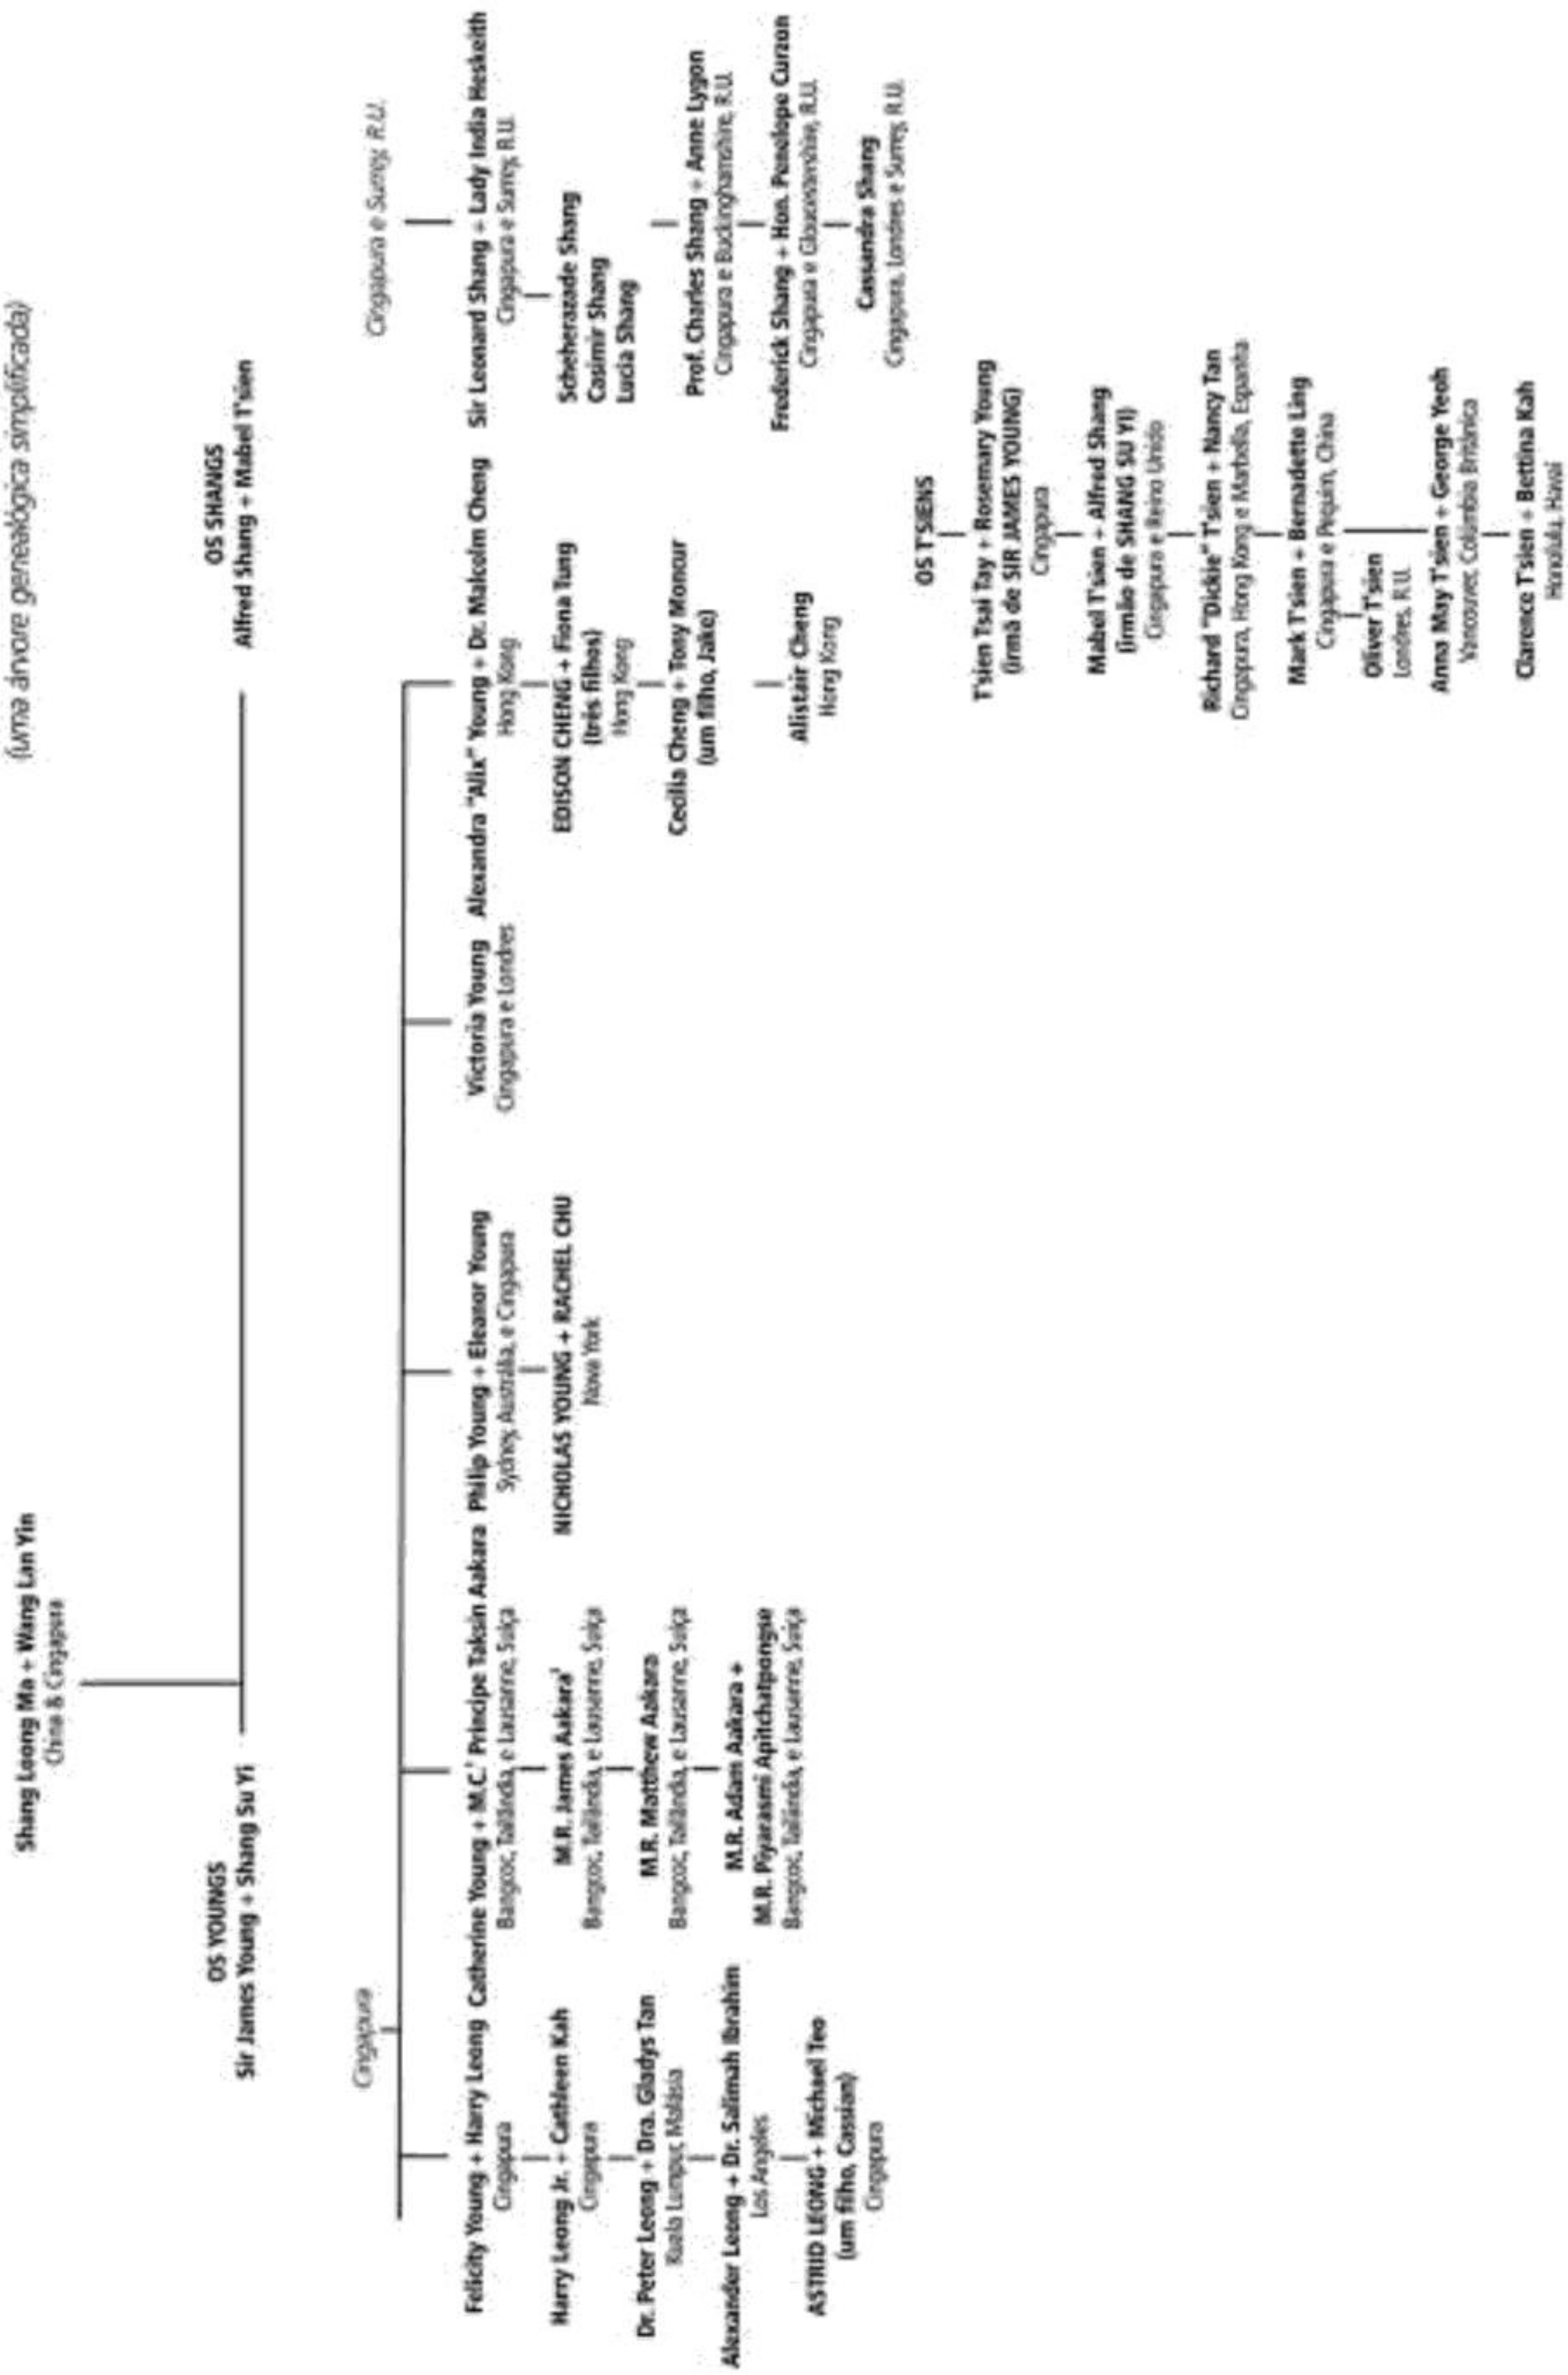 (uma árvore genealógica simplificada)
Shang Loong Ma + Wang Lan Yin
China & Cingapura
OS YOUNGS
Sir James Young + Shang Su Yi
OS SHANGS
Alfred Shang + Mabel T'sien
Cingapura
Cingapura e Surrey, R.U.
Felicity Young + Harry Leong
Cingapura
Harry Leong Jr. + Cathleen Kah
Cingapura
Dr. Peter Leong + Dra. Gladys Tan
Kuala Lumpur, Malásia
Alexander Leong + Dr. Salimah Ibrahim
Los Angeles
ASTRID LEONG + Michael Teo
(um filho, Cassian)
Cingapura
Catherine Young + M.C.' Príncipe Taksin Aakara
Bangcoc, Tailândia, e Lausanne, Suíça
M.R. James Aakara¹
Bangcoc, Tailândia, e Lausanne, Suíça
M.R. Matthew Aakara
Bangcoc, Tailândia, e Lausanne, Suíça
M.R. Adam Aakara +
M.R. Piyarasmi Apitchatpongse
Bangcoc, Tailândia, e Lausanne, Suíça
Philip Young + Eleanor Young
Sydney, Austrália, e Cingapura
NICHOLAS YOUNG + RACHEL CHU
Nova York
Victoria Young
Cingapura e Londres
Alexandra "Alix" Young + Dr. Malcolm Cheng
Hong Kong
EDISON CHENG + Fiona Tung
(três filhos)
Hong Kong
Cecilia Cheng + Tony Moncur
(um filho, Jake)
Alistair Cheng
Hong Kong
Sir Leonard Shang + Lady India Heskeith
Cingapura e Surrey, R.U.
Scheherazade Shang
Casimir Shang
Lucia Shang
Prof. Charles Shang + Anne Lygon
Cingapura e Buckinghamshire, R.U.
Frederick Shang + Hon. Penelope Curzon
Cingapura e Gloucestershire, R.U.
Cassandra Shang
Cingapura, Londres e Surrey, R.U.
OS T'SIENS
T'sien Tsai Tay + Rosemary Young
(irmã de SIR JAMES YOUNG)
Cingapura
Mabel T'sien + Alfred Shang
(irmão de SHANG SU YI)
Cingapura e Reino Unido
Richard "Dickie" T'sien + Nancy Tan
Cingapura, Hong Kong e Marbella, Espanha
Mark T'sien + Bernadette Ling
Cingapura e Pequim, China
Oliver T'sien
Londres, R.U.
Anna May T'sien + George Yeoh
Vancouver, Colúmbia Britânica
Clarence T'sien + Bettina Kah
Honolulu, Havaí